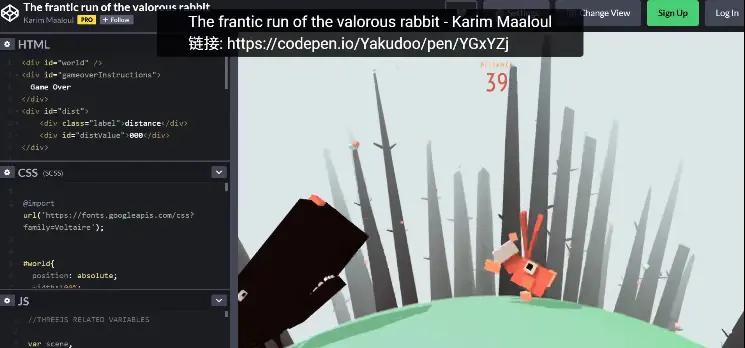 The frantic run of the valorous rabbit
Karim Maaloul PRO + Follow
The frantic run of the valorous rabbit - Karim Maaloul
链接: https://codepen.io/Yakudoo/pen/YGxYZj
Settings
Change View
Sign Up
Log In
HTML
<div id="world" />
<div id="gameoverInstructions">
Game Over
</div>
<div id="dist">
<div class="label">distance</div>
<div id="distValue">000</div>
</div>
CSS (SCSS)
@import
url('https://fonts.googleapis.com/css?
family=Voltaire');
#world{
position: absolute;
width:100%;
JS
//THREEJS RELATED VARIABLES
var scene,
DISTANCE
39